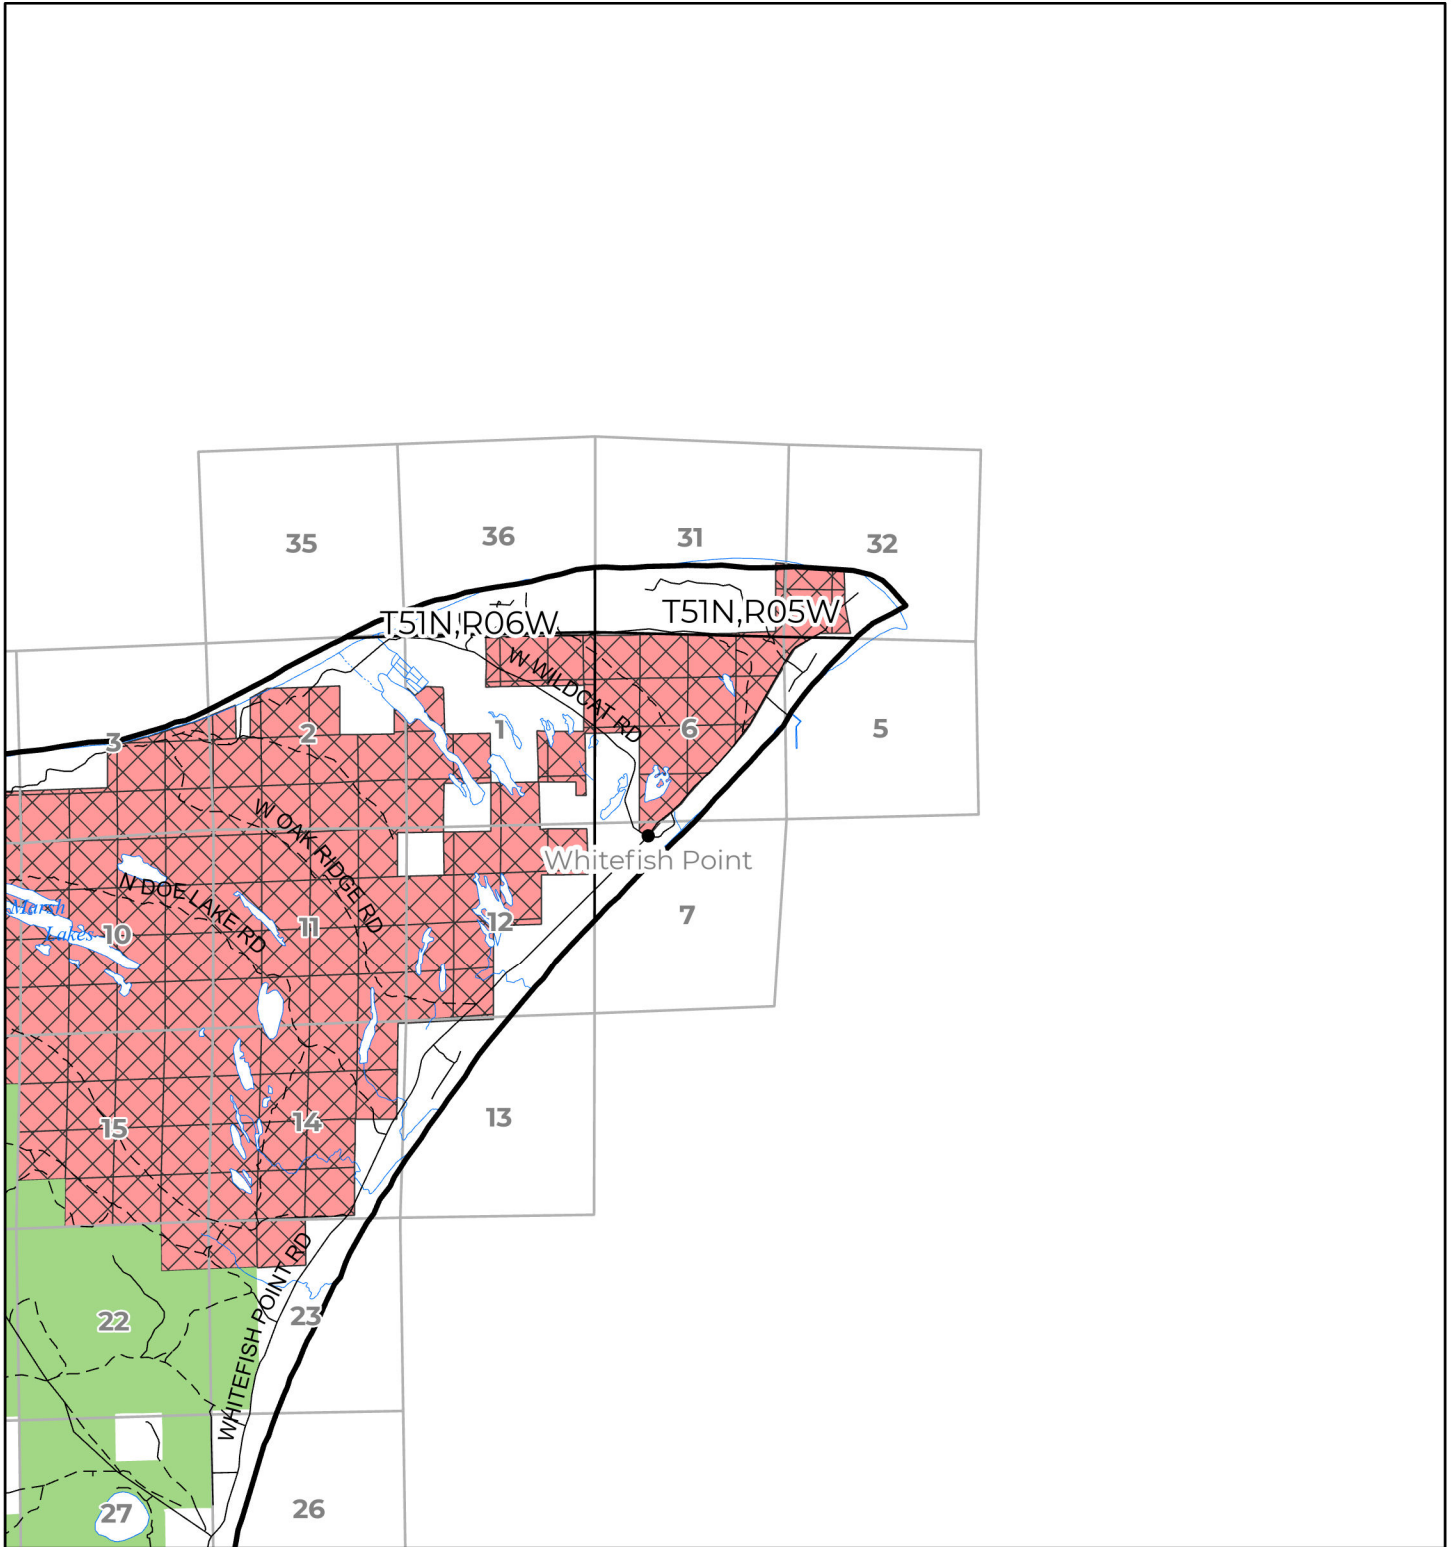 35
36
31
32
T51N,R06W
T51N,R05W
W WILDCAT RD
3
2
1
6
5
W OAK RIDGE RD
Whitefish Point
N DOE LAKE RD
Marsh
Lakes
10
11
12
7
15
14
13
WHITEFISH POINT RD
22
23
27
26